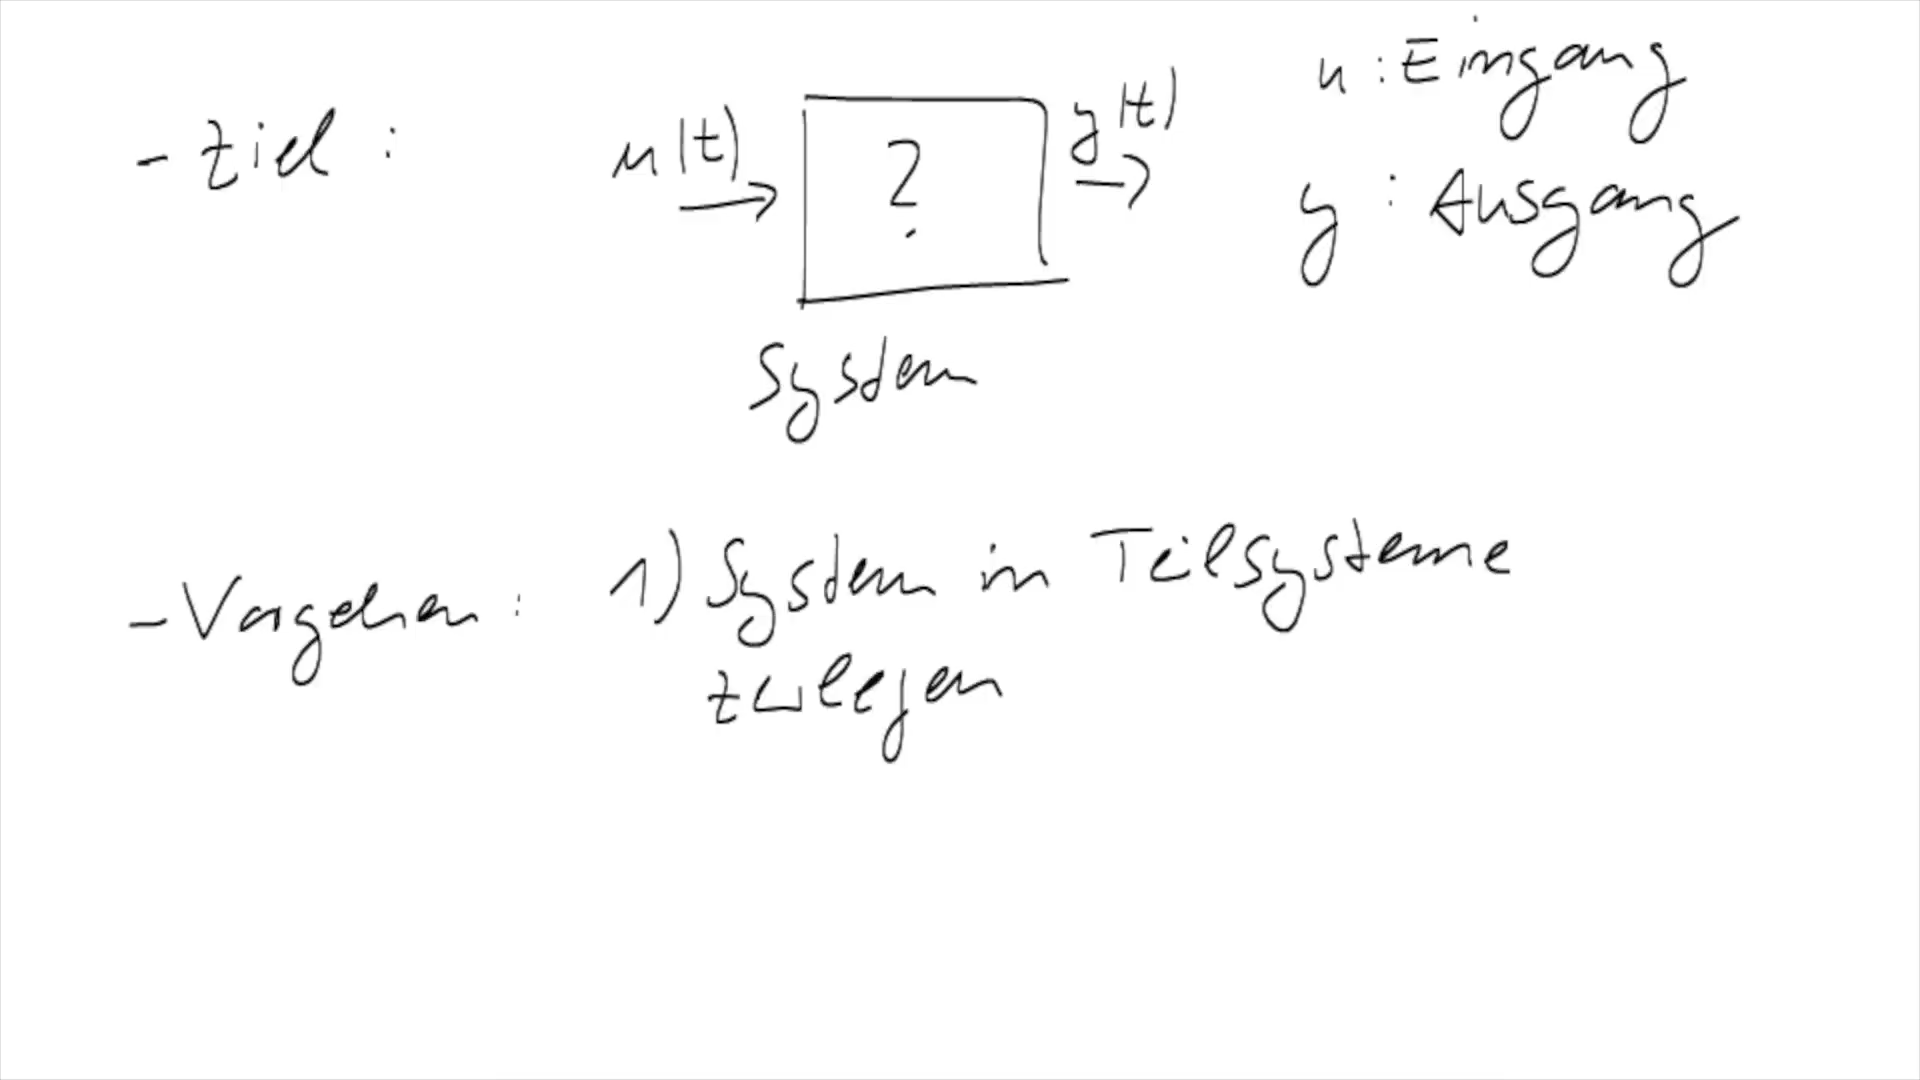 u : Eingang
- Ziel : u(t) ? y(t)
y : Ausgang
System
- Vorgehen : 1) System in Teilsysteme
zerlegen